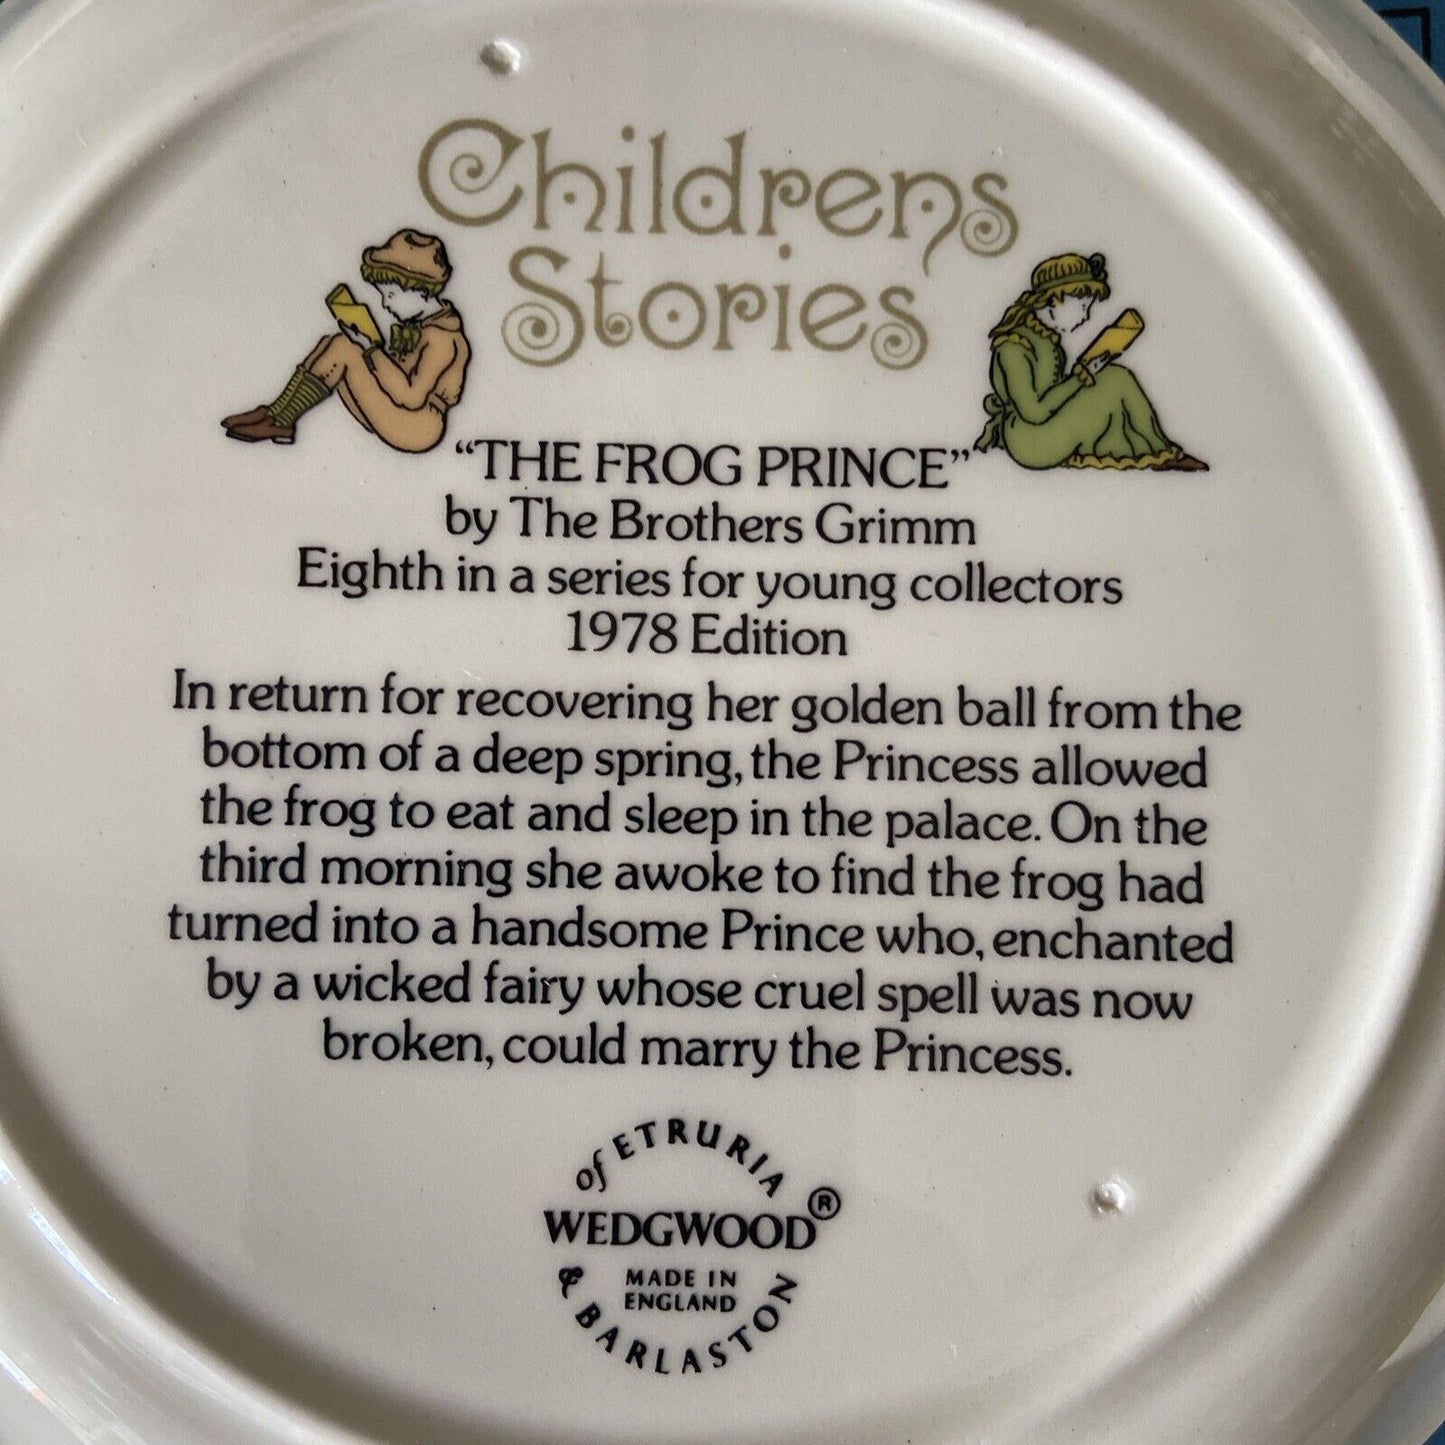 Childrens
Stories
“THE FROG PRINCE”
by The Brothers Grimm
Eighth in a series for young collectors
1978 Edition
In return for recovering her golden ball from the
bottom of a deep spring, the Princess allowed
the frog to eat and sleep in the palace. On the
third morning she awoke to find the frog had
turned into a handsome Prince who, enchanted
by a wicked fairy whose cruel spell was now
broken, could marry the Princess.
of ETRURIA
WEDGWOOD®
MADE IN
ENGLAND
& BARLASTON